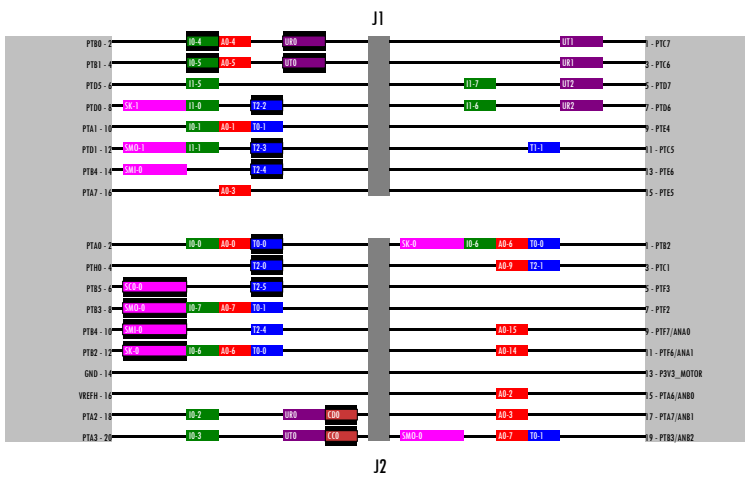 J1
PTB0 - 2 I0-4 A0-4 UR0 UT1 1 - PTC7
PTB1 - 4 I0-5 A0-5 UT0 UR1 3 - PTC6
PTD5 - 6 I1-5 I1-7 UT2 5 - PTD7
PTD0 - 8 SK-1 I1-0 T2-2 I1-6 UR2 7 - PTD6
PTA1 - 10 I0-1 A0-1 T0-1 9 - PTE4
PTD1 - 12 SMO-1 I1-1 T2-3 T1-1 11 - PTC5
PTB4 - 14 SMI-0 T2-4 13 - PTE6
PTA7 - 16 A0-3 15 - PTE5
PTA0 - 2 I0-0 A0-0 T0-0 SK-0 I0-6 A0-6 T0-0 1 - PTB2
PTH0 - 4 T2-0 A0-9 T2-1 3 - PTC1
PTB5 - 6 SC0-0 T2-5 5 - PTF3
PTB3 - 8 SMO-0 I0-7 A0-7 T0-1 7 - PTF2
PTB4 - 10 SMI-0 T2-4 A0-15 9 - PTF7/ANA0
PTB2 - 12 SK-0 I0-6 A0-6 T0-0 A0-14 11 - PTF6/ANA1
GND - 14 13 - P3V3_MOTOR
VREFH - 16 A0-2 15 - PTA6/ANB0
PTA2 - 18 I0-2 UR0 CD0 A0-3 17 - PTA7/ANB1
PTA3 - 20 I0-3 UT0 CC0 SMO-0 A0-7 T0-1 19 - PTB3/ANB2
J2